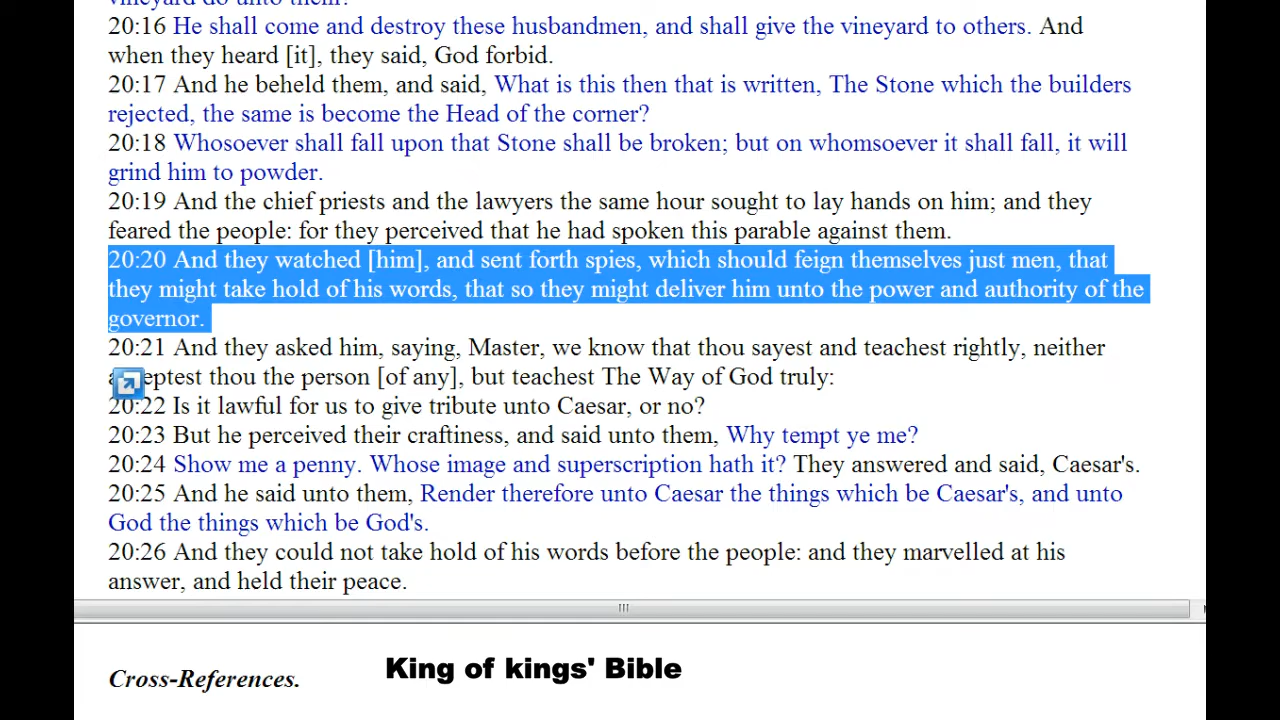 vineyard do unto them?
20:16 He shall come and destroy these husbandmen, and shall give the vineyard to others. And
when they heard [it], they said, God forbid.
20:17 And he beheld them, and said, What is this then that is written, The Stone which the builders
rejected, the same is become the Head of the corner?
20:18 Whosoever shall fall upon that Stone shall be broken; but on whomsoever it shall fall, it will
grind him to powder.
20:19 And the chief priests and the lawyers the same hour sought to lay hands on him; and they
feared the people: for they perceived that he had spoken this parable against them.
20:20 And they watched [him], and sent forth spies, which should feign themselves just men, that
they might take hold of his words, that so they might deliver him unto the power and authority of the
governor.
20:21 And they asked him, saying, Master, we know that thou sayest and teachest rightly, neither
acceptest thou the person [of any], but teachest The Way of God truly:
20:22 Is it lawful for us to give tribute unto Caesar, or no?
20:23 But he perceived their craftiness, and said unto them, Why tempt ye me?
20:24 Show me a penny. Whose image and superscription hath it? They answered and said, Caesar's.
20:25 And he said unto them, Render therefore unto Caesar the things which be Caesar's, and unto
God the things which be God's.
20:26 And they could not take hold of his words before the people: and they marvelled at his
answer, and held their peace.
Cross-References.
King of kings' Bible